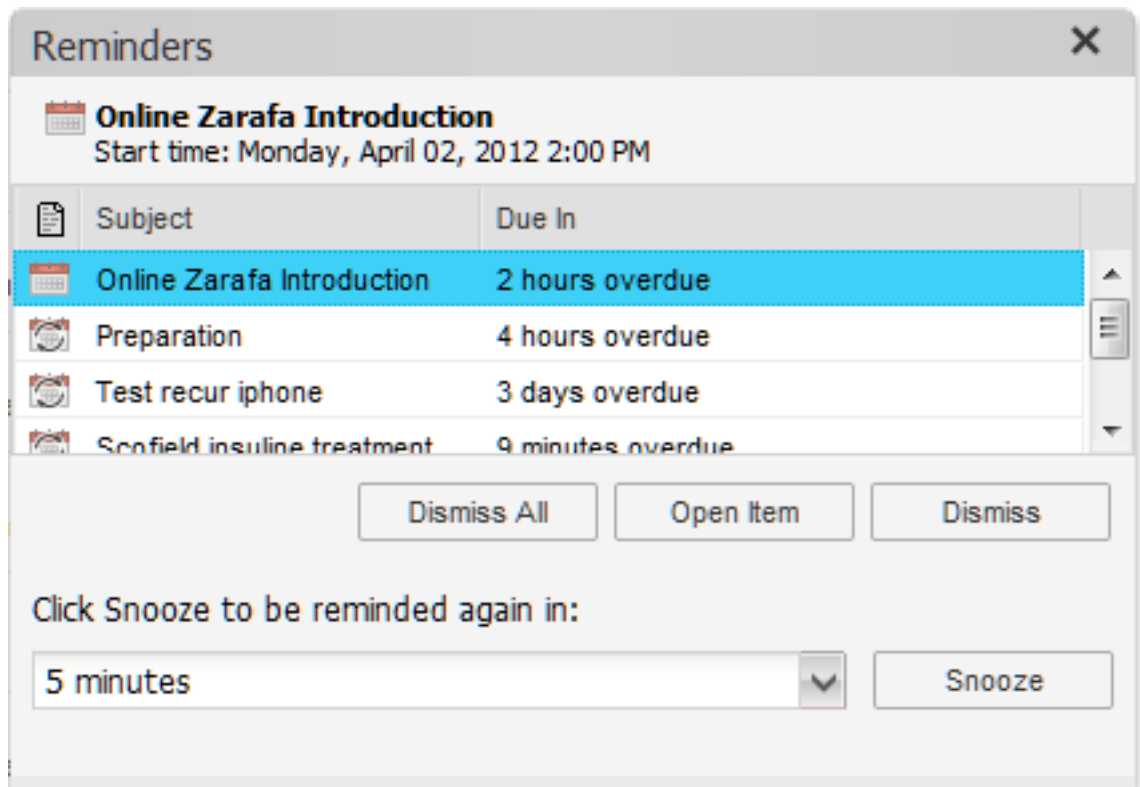 Reminders
Online Zarafa Introduction
Start time: Monday, April 02, 2012 2:00 PM
Subject Due In
Online Zarafa Introduction 2 hours overdue
Preparation 4 hours overdue
Test recur iphone 3 days overdue
Scofield insuline treatment 9 minutes overdue
Dismiss All Open Item Dismiss
Click Snooze to be reminded again in:
5 minutes Snooze